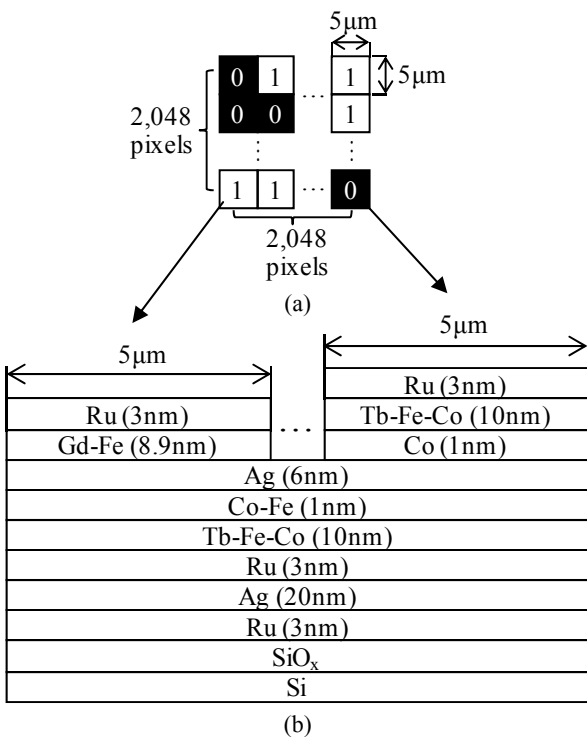 5μm
0 1 ... 1
5μm
0 0 1
2,048
pixels
1 1 ... 0
2,048
pixels
(a)
5μm
5μm
Ru (3nm)
Ru (3nm) Tb-Fe-Co (10nm)
Gd-Fe (8.9nm) ... Co (1nm)
Ag (6nm)
Co-Fe (1nm)
Tb-Fe-Co (10nm)
Ru (3nm)
Ag (20nm)
Ru (3nm)
SiOx
Si
(b)